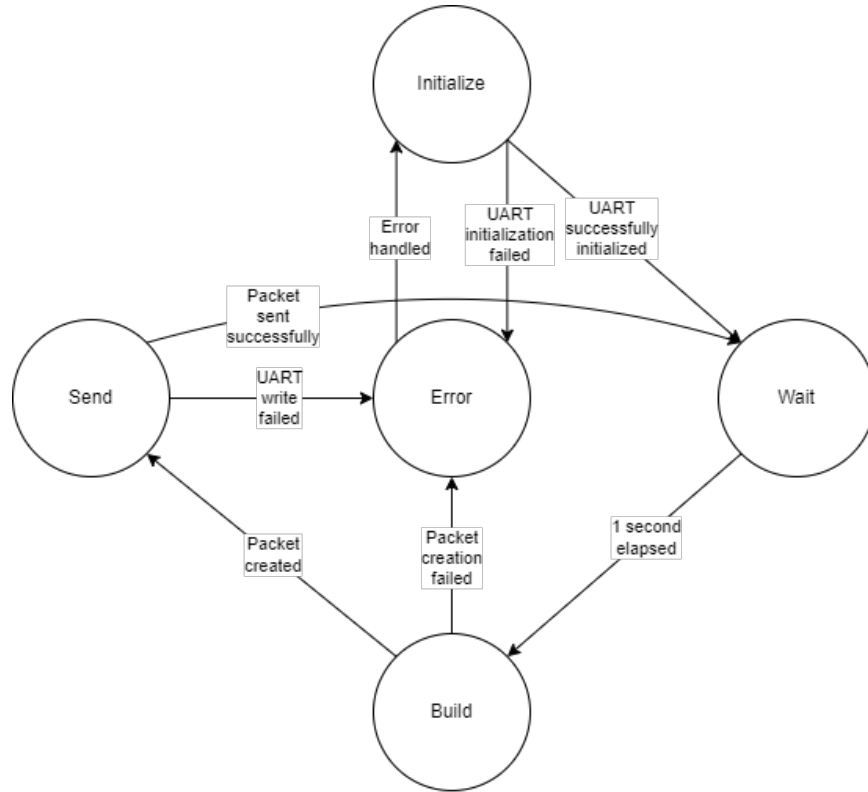 Initialize
Error
handled
UART
initialization
failed
UART
successfully
initialized
Packet
sent
successfully
Send
UART
write
failed
Error
Wait
Packet
created
Packet
creation
failed
1 second
elapsed
Build